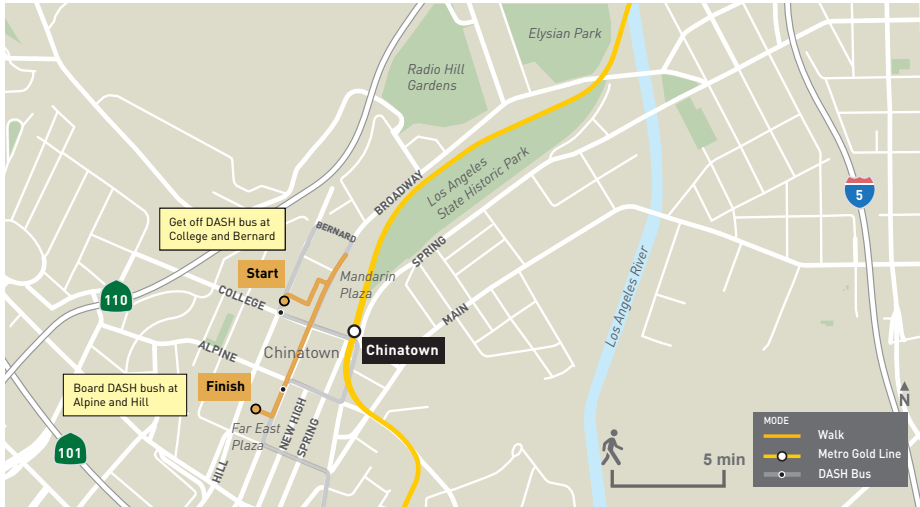 Elysian Park
Radio Hill
Gardens
BROADWAY
Los Angeles
State Historic Park
5
Get off DASH bus at
College and Bernard
BERNARD
SPRING
Start
Mandarin
Plaza
110
COLLEGE
MAIN
Los Angeles River
ALPINE
Chinatown
Chinatown
Board DASH bush at
Alpine and Hill
Finish
Far East
Plaza
NEW HIGH
SPRING
HILL
101
N
5 min
MODE
Walk
Metro Gold Line
DASH Bus